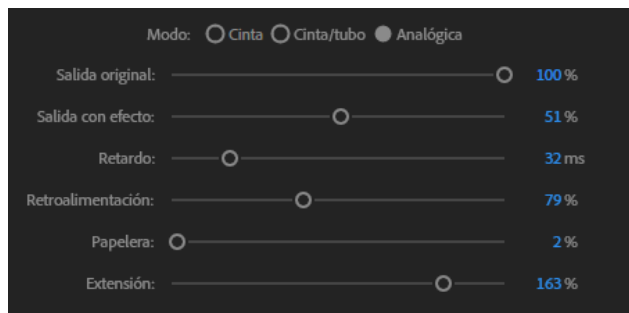 Modo: Cinta Cinta/tubo Analógica
Salida original: 100 %
Salida con efecto: 51 %
Retardo: 32 ms
Retroalimentación: 79 %
Papelera: 2 %
Extensión: 163 %